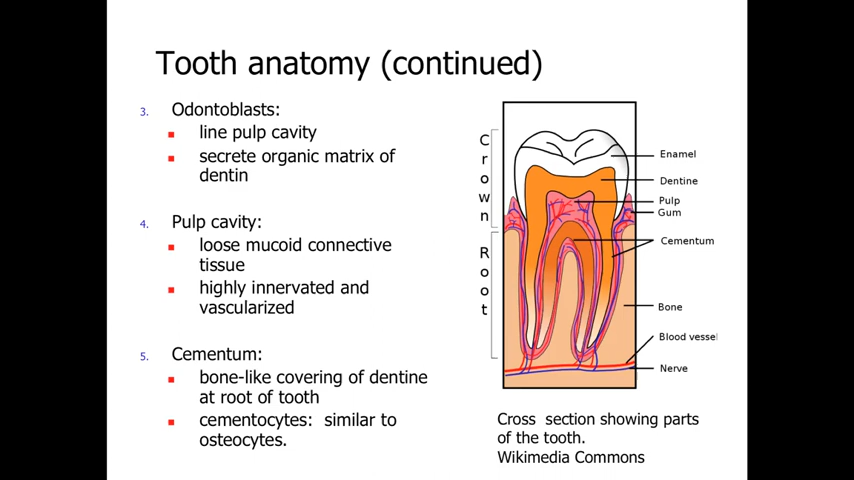 Tooth anatomy (continued)
3. Odontoblasts:
▪ line pulp cavity
▪ secrete organic matrix of
dentin
4. Pulp cavity:
▪ loose mucoid connective
tissue
▪ highly innervated and
vascularized
5. Cementum:
▪ bone-like covering of dentine
at root of tooth
▪ cementocytes: similar to
osteocytes.
Crown
Root
Enamel
Dentine
Pulp
Gum
Cementum
Bone
Blood vessel
Nerve
Cross section showing parts
of the tooth.
Wikimedia Commons